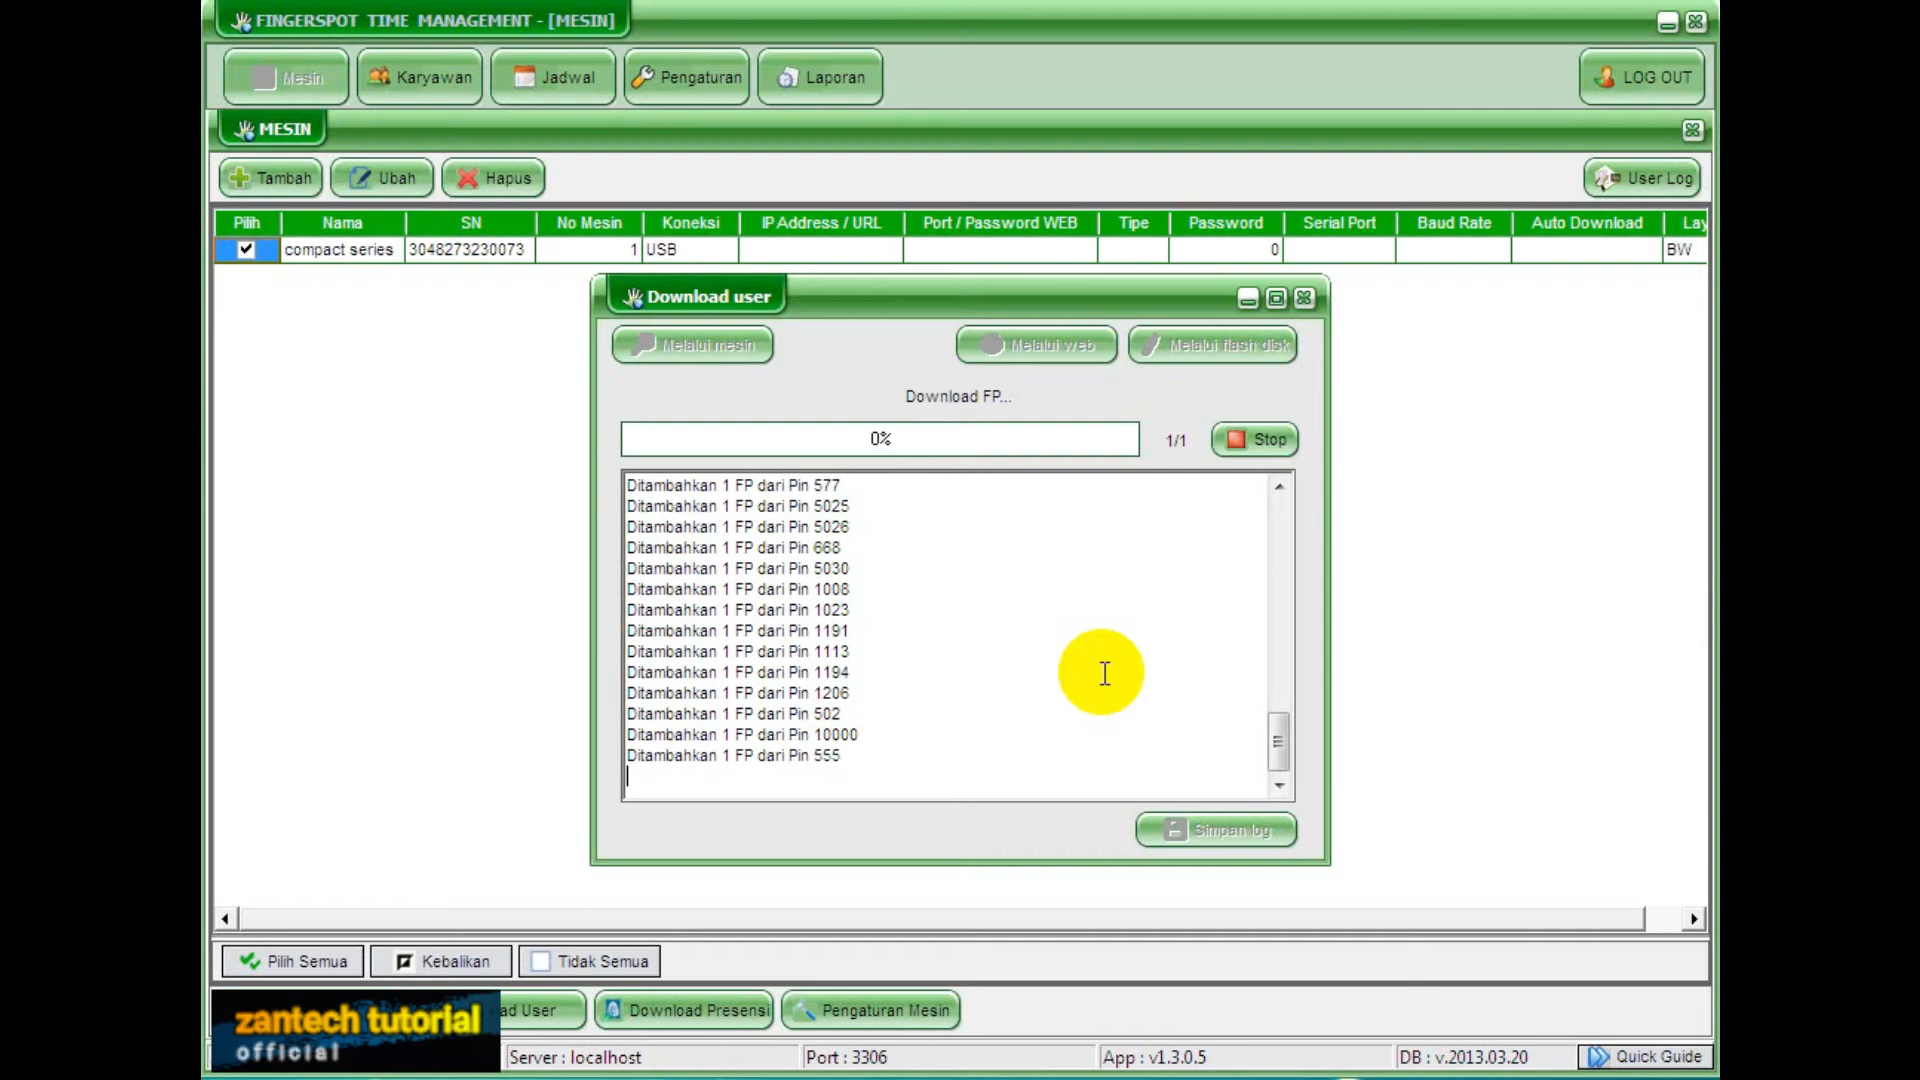 FINGERSPOT TIME MANAGEMENT - [MESIN]
Mesin
Karyawan
Jadwal
Pengaturan
Laporan
LOG OUT
MESIN
Tambah
Ubah
Hapus
User Log
Pilih Nama SN No Mesin Koneksi IP Address / URL Port / Password WEB Tipe Password Serial Port Baud Rate Auto Download Lay
compact series 3048273230073 1 USB 0 BW
Download user
Melalui mesin
Melalui web
Melalui flash disk
Download FP...
0%
1/1
Stop
Ditambahkan 1 FP dari Pin 577
Ditambahkan 1 FP dari Pin 5025
Ditambahkan 1 FP dari Pin 5026
Ditambahkan 1 FP dari Pin 668
Ditambahkan 1 FP dari Pin 5030
Ditambahkan 1 FP dari Pin 1008
Ditambahkan 1 FP dari Pin 1023
Ditambahkan 1 FP dari Pin 1191
Ditambahkan 1 FP dari Pin 1113
Ditambahkan 1 FP dari Pin 1194
Ditambahkan 1 FP dari Pin 1206
Ditambahkan 1 FP dari Pin 502
Ditambahkan 1 FP dari Pin 10000
Ditambahkan 1 FP dari Pin 555
Simpan log
Pilih Semua
Kebalikan
Tidak Semua
ad User
Download Presensi
Pengaturan Mesin
zantech tutorial
official
Server : localhost
Port : 3306
App : v1.3.0.5
DB : v.2013.03.20
Quick Guide